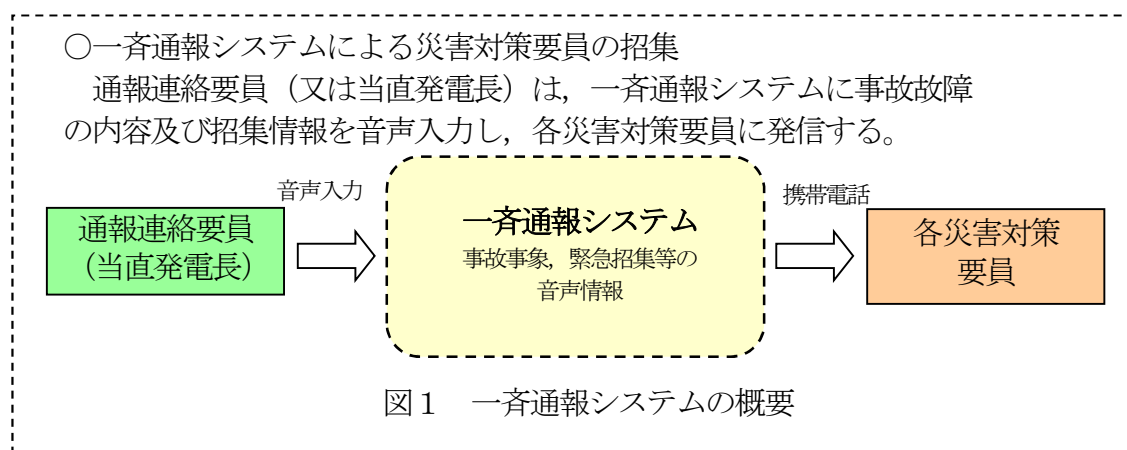 ○一斉通報システムによる災害対策要員の招集
通報連絡要員（又は当直発電長）は，一斉通報システムに事故故障
の内容及び招集情報を音声入力し，各災害対策要員に発信する。
音声入力
携帯電話
通報連絡要員
（当直発電長）
一斉通報システム
事故事象，緊急招集等の
音声情報
各災害対策
要員
図１　一斉通報システムの概要